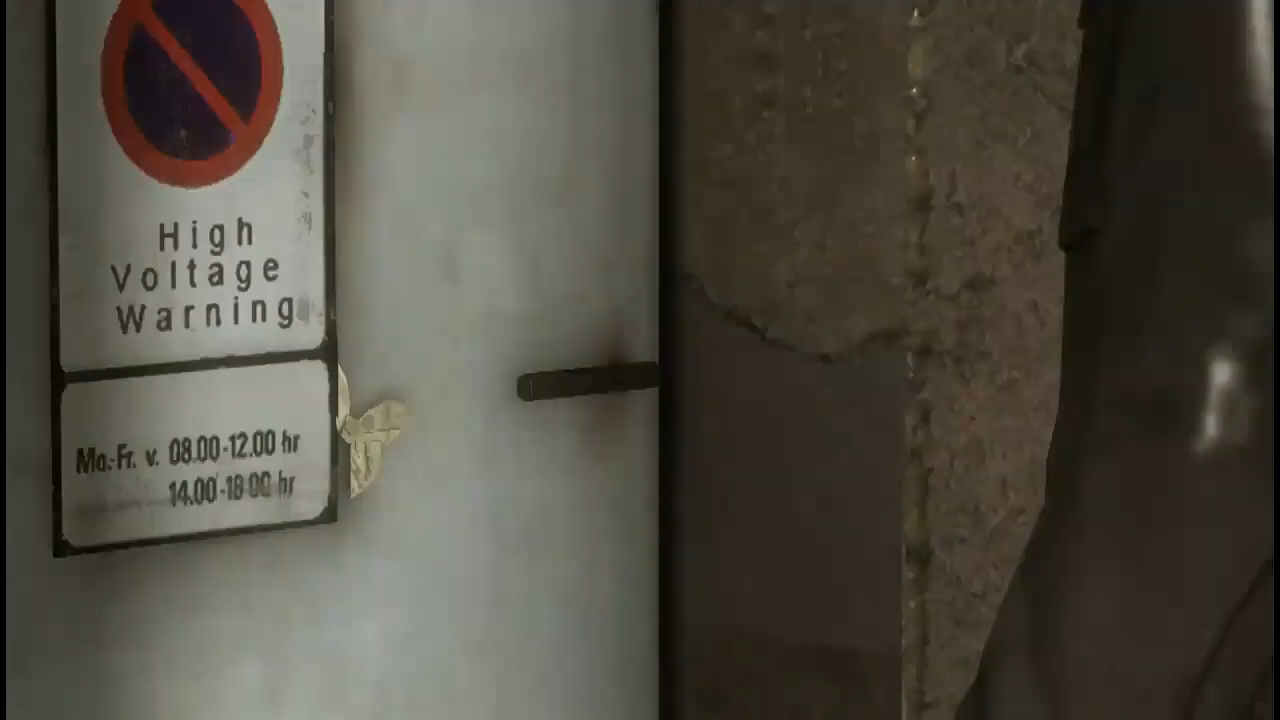 High
Voltage
Warning
Mo.-Fr. v. 08.00-12.00 hr
14.00-18.00 hr